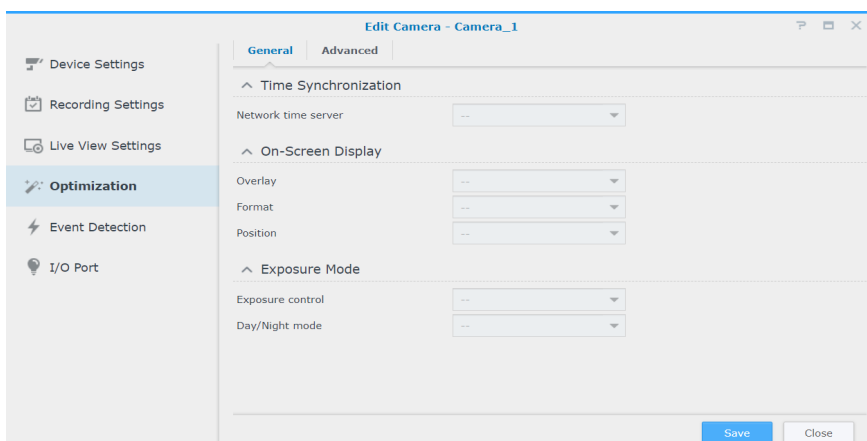 Edit Camera - Camera_1
Device Settings
Recording Settings
Live View Settings
Optimization
Event Detection
I/O Port
General Advanced
Time Synchronization
Network time server --
On-Screen Display
Overlay --
Format --
Position --
Exposure Mode
Exposure control --
Day/Night mode --
Save Close